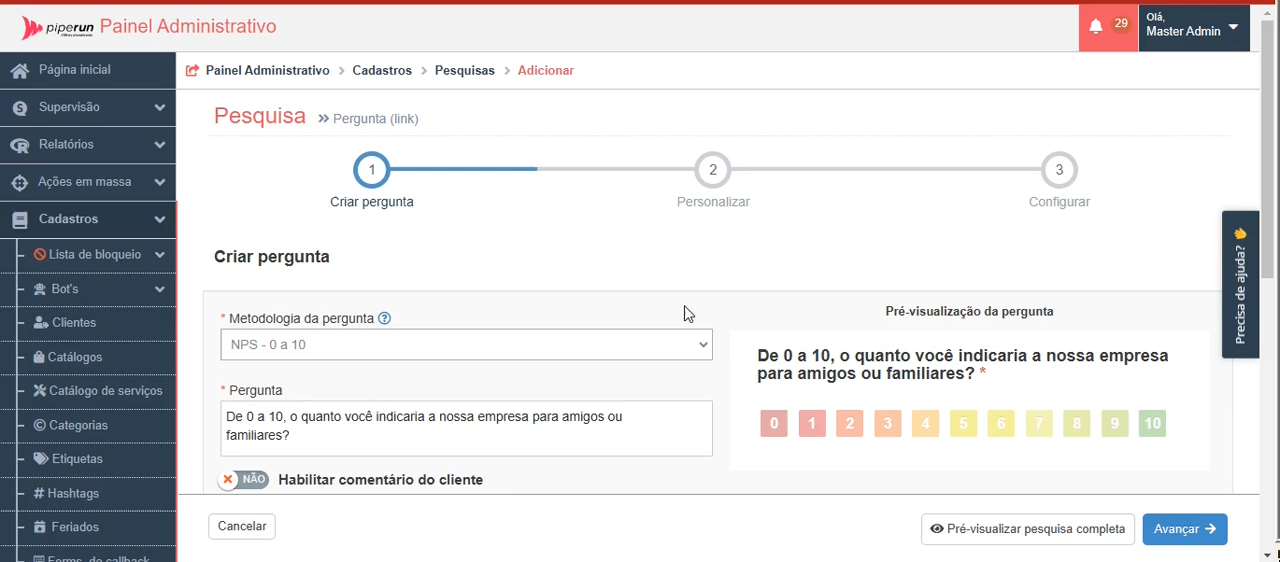 piperun Painel Administrativo
29
Olá,
Master Admin
Página inicial
Supervisão
Relatórios
Ações em massa
Cadastros
Lista de bloqueio
Bot's
Clientes
Catálogos
Catálogo de serviços
Categorias
Etiquetas
# Hashtags
Feriados
Forms. de callback
Painel Administrativo > Cadastros > Pesquisas > Adicionar
Pesquisa » Pergunta (link)
1
2
3
Criar pergunta
Personalizar
Configurar
Criar pergunta
* Metodologia da pergunta ?
NPS - 0 a 10
* Pergunta
De 0 a 10, o quanto você indicaria a nossa empresa para amigos ou
familiares?
NÃO Habilitar comentário do cliente
Pré-visualização da pergunta
De 0 a 10, o quanto você indicaria a nossa empresa
para amigos ou familiares? *
0 1 2 3 4 5 6 7 8 9 10
Precisa de ajuda?
Cancelar
Pré-visualizar pesquisa completa
Avançar